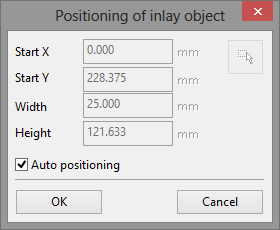 Positioning of inlay object
Start X 0.000 mm
Start Y 228.375 mm
Width 25.000 mm
Height 121.633 mm
Auto positioning
OK Cancel